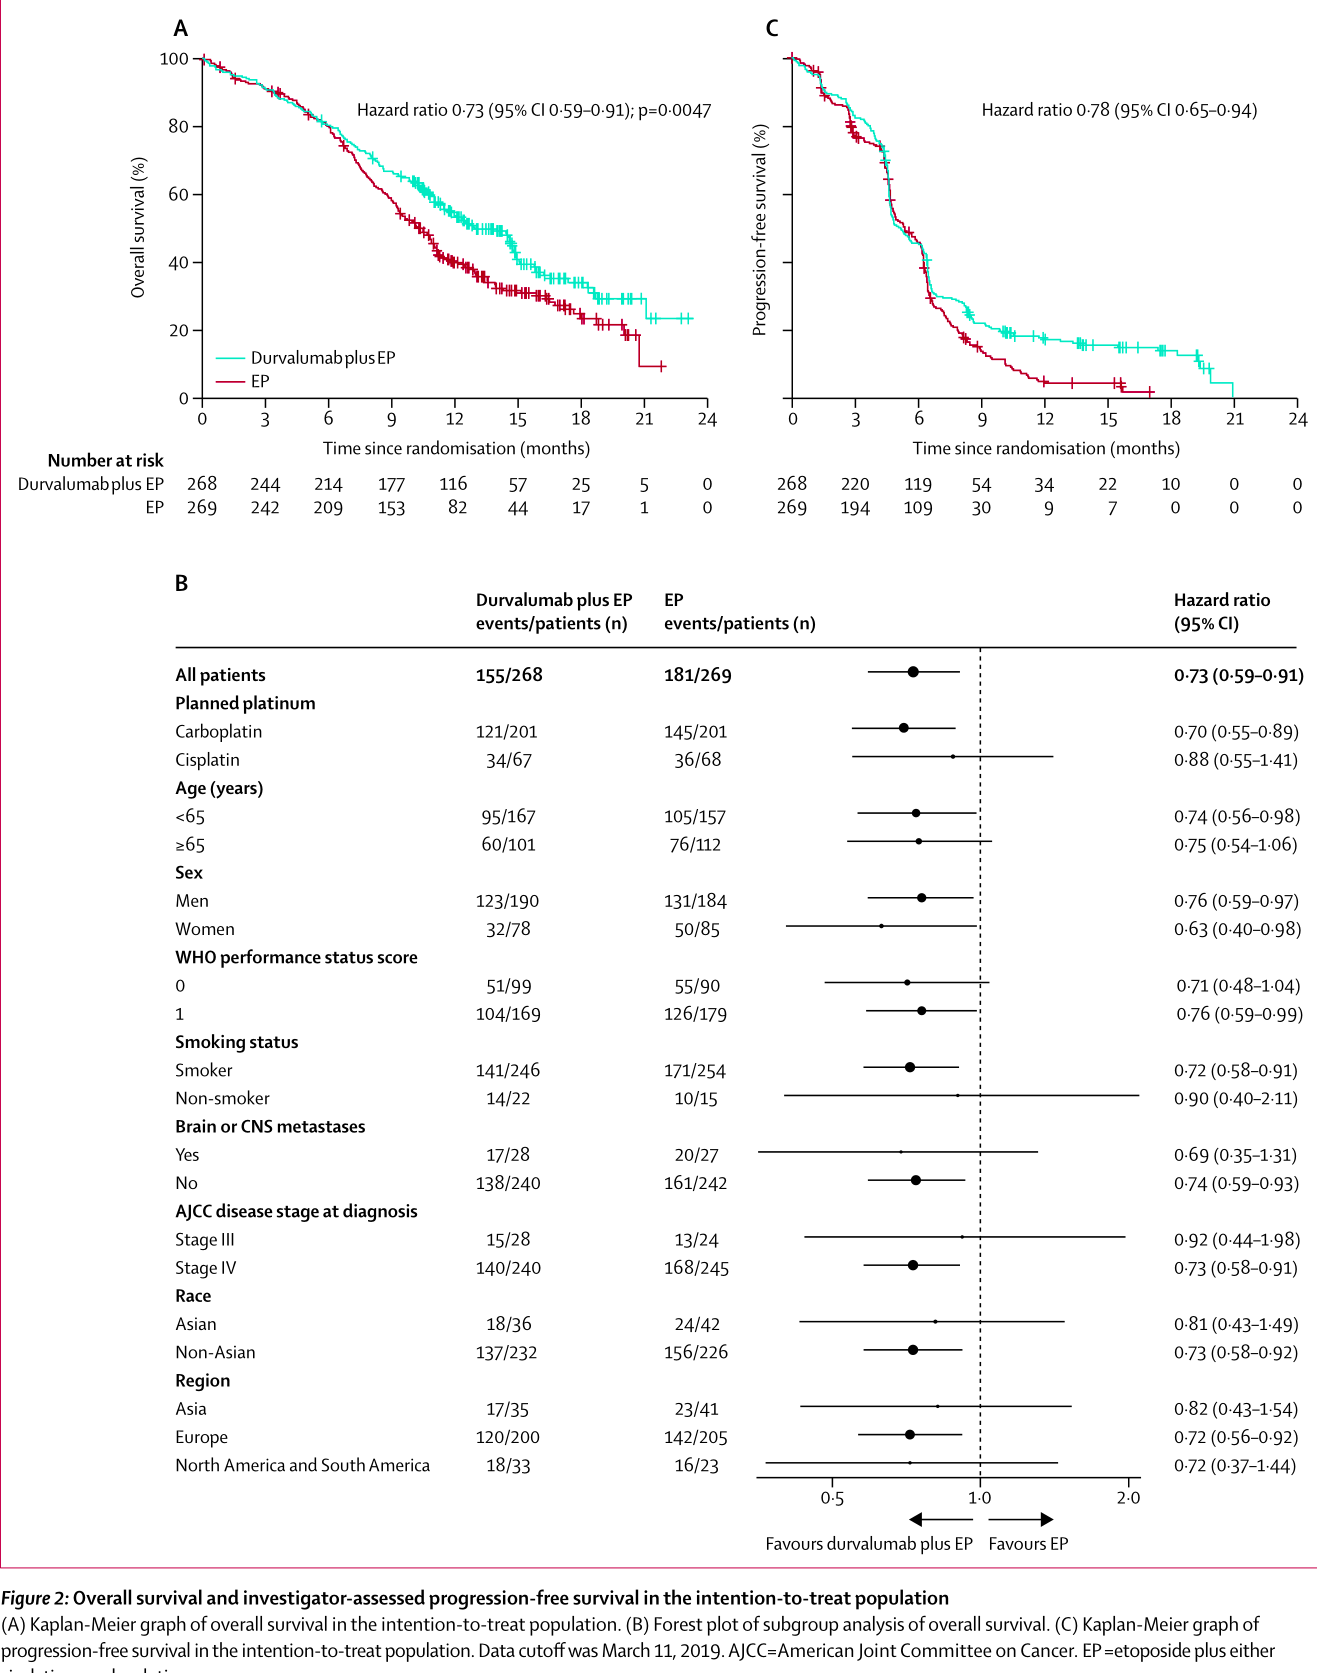 A
C
Hazard ratio 0·73 (95% CI 0·59–0·91); p=0·0047
Hazard ratio 0·78 (95% CI 0·65–0·94)
Overall survival (%)
100
80
60
40
20
0
Durvalumab plus EP
EP
0 3 6 9 12 15 18 21 24
Time since randomisation (months)
Progression-free survival (%)
0 3 6 9 12 15 18 21 24
Time since randomisation (months)
Number at risk
Durvalumab plus EP 268 244 214 177 116 57 25 5 0 268 220 119 54 34 22 10 0 0
EP 269 242 209 153 82 44 17 1 0 269 194 109 30 9 7 0 0 0
B
Durvalumab plus EP events/patients (n)
EP events/patients (n)
Hazard ratio (95% CI)
All patients 155/268 181/269 0·73 (0·59–0·91)
Planned platinum
Carboplatin 121/201 145/201 0·70 (0·55–0·89)
Cisplatin 34/67 36/68 0·88 (0·55–1·41)
Age (years)
<65 95/167 105/157 0·74 (0·56–0·98)
≥65 60/101 76/112 0·75 (0·54–1·06)
Sex
Men 123/190 131/184 0·76 (0·59–0·97)
Women 32/78 50/85 0·63 (0·40–0·98)
WHO performance status score
0 51/99 55/90 0·71 (0·48–1·04)
1 104/169 126/179 0·76 (0·59–0·99)
Smoking status
Smoker 141/246 171/254 0·72 (0·58–0·91)
Non-smoker 14/22 10/15 0·90 (0·40–2·11)
Brain or CNS metastases
Yes 17/28 20/27 0·69 (0·35–1·31)
No 138/240 161/242 0·74 (0·59–0·93)
AJCC disease stage at diagnosis
Stage III 15/28 13/24 0·92 (0·44–1·98)
Stage IV 140/240 168/245 0·73 (0·58–0·91)
Race
Asian 18/36 24/42 0·81 (0·43–1·49)
Non-Asian 137/232 156/226 0·73 (0·58–0·92)
Region
Asia 17/35 23/41 0·82 (0·43–1·54)
Europe 120/200 142/205 0·72 (0·56–0·92)
North America and South America 18/33 16/23 0·72 (0·37–1·44)
0·5 1·0 2·0
Favours durvalumab plus EP Favours EP
Figure 2: Overall survival and investigator-assessed progression-free survival in the intention-to-treat population
(A) Kaplan-Meier graph of overall survival in the intention-to-treat population. (B) Forest plot of subgroup analysis of overall survival. (C) Kaplan-Meier graph of
progression-free survival in the intention-to-treat population. Data cutoff was March 11, 2019. AJCC=American Joint Committee on Cancer. EP=etoposide plus either